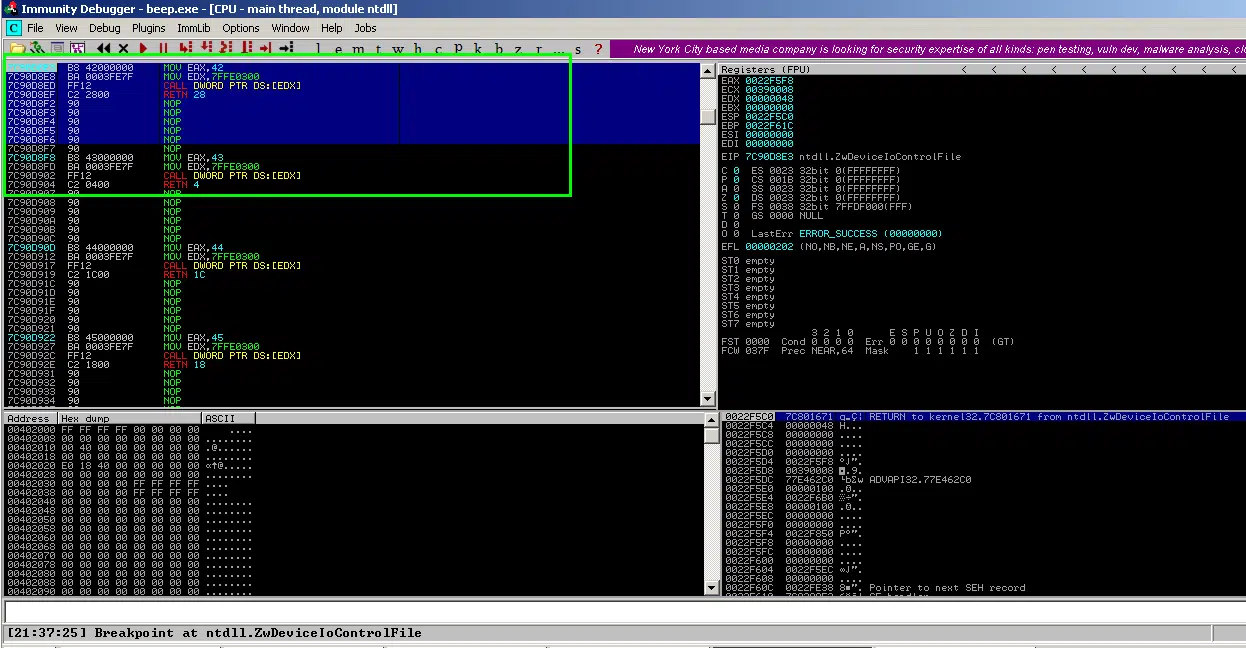 Immunity Debugger - beep.exe - [CPU - main thread, module ntdll]
C File View Debug Plugins ImmLib Options Window Help Jobs
l e m t w h c P k b z r ... s ? New York City based media company is looking for security expertise of all kinds: pen testing, vuln dev, malware analysis, clo
B8 42000000 MOV EAX,42
7C90D8E8 BA 0003FE7F MOV EDX,7FFE0300
7C90D8ED FF12 CALL DWORD PTR DS:[EDX]
7C90D8EF C2 2800 RETN 28
7C90D8F2 90 NOP
7C90D8F3 90 NOP
7C90D8F4 90 NOP
7C90D8F5 90 NOP
7C90D8F6 90 NOP
7C90D8F7 90 NOP
7C90D8F8 B8 43000000 MOV EAX,43
7C90D8FD BA 0003FE7F MOV EDX,7FFE0300
7C90D902 FF12 CALL DWORD PTR DS:[EDX]
7C90D904 C2 0400 RETN 4
7C90D907 90 NOP
7C90D908 90 NOP
7C90D909 90 NOP
7C90D90A 90 NOP
7C90D90B 90 NOP
7C90D90C 90 NOP
7C90D90D B8 44000000 MOV EAX,44
7C90D912 BA 0003FE7F MOV EDX,7FFE0300
7C90D917 FF12 CALL DWORD PTR DS:[EDX]
7C90D919 C2 1C00 RETN 1C
7C90D91C 90 NOP
7C90D91D 90 NOP
7C90D91E 90 NOP
7C90D91F 90 NOP
7C90D920 90 NOP
7C90D921 90 NOP
7C90D922 B8 45000000 MOV EAX,45
7C90D927 BA 0003FE7F MOV EDX,7FFE0300
7C90D92C FF12 CALL DWORD PTR DS:[EDX]
7C90D92E C2 1800 RETN 18
7C90D931 90 NOP
7C90D932 90 NOP
7C90D933 90 NOP
7C90D934 90 NOP
Registers (FPU) < < < < < < < < < <
EAX 0022F5F8
ECX 00390008
EDX 00000048
EBX 00000000
ESP 0022F5C0
EBP 0022F61C
ESI 00000000
EDI 00000000
EIP 7C90D8E3 ntdll.ZwDeviceIoControlFile
C 0 ES 0023 32bit 0(FFFFFFFF)
P 0 CS 001B 32bit 0(FFFFFFFF)
A 0 SS 0023 32bit 0(FFFFFFFF)
Z 0 DS 0023 32bit 0(FFFFFFFF)
S 0 FS 0038 32bit 7FFDF000(FFF)
T 0 GS 0000 NULL
D 0
O 0 LastErr ERROR_SUCCESS (00000000)
EFL 00000202 (NO,NB,NE,A,NS,PO,GE,G)
ST0 empty
ST1 empty
ST2 empty
ST3 empty
ST4 empty
ST5 empty
ST6 empty
ST7 empty
3 2 1 0 E S P U O Z D I
FST 0000 Cond 0 0 0 0 Err 0 0 0 0 0 0 0 0 (GT)
FCW 037F Prec NEAR,64 Mask 1 1 1 1 1 1
Address Hex dump ASCII
00402000 FF FF FF FF 00 00 00 00 ....
00402008 00 00 00 00 00 00 00 00 ........
00402010 00 40 00 00 00 00 00 00 .@......
00402018 00 00 00 00 00 00 00 00 ........
00402020 E0 18 40 00 00 00 00 00 α↑@.....
00402028 00 00 00 00 00 00 00 00 ........
00402030 00 00 00 00 FF FF FF FF ....
00402038 00 00 00 00 FF FF FF FF ....
00402040 00 00 00 00 00 00 00 00 ........
00402048 00 00 00 00 00 00 00 00 ........
00402050 00 00 00 00 00 00 00 00 ........
00402058 00 00 00 00 00 00 00 00 ........
00402060 00 00 00 00 00 00 00 00 ........
00402068 00 00 00 00 00 00 00 00 ........
00402070 00 00 00 00 00 00 00 00 ........
00402078 00 00 00 00 00 00 00 00 ........
00402080 00 00 00 00 00 00 00 00 ........
00402088 00 00 00 00 00 00 00 00 ........
00402090 00 00 00 00 00 00 00 00 ........
0022F5C0 7C801671 RETURN to kernel32.7C801671 from ntdll.ZwDeviceIoControlFile
0022F5C4 00000048 H...
0022F5C8 00000000 ....
0022F5CC 00000000 ....
0022F5D0 00000000 ....
0022F5D4 0022F5F8
0022F5D8 00390008
0022F5DC 77E462C0 ADVAPI32.77E462C0
0022F5E0 00000100
0022F5E4 0022F6B0
0022F5E8 00000100
0022F5EC 00000000 ....
0022F5F0 00000000 ....
0022F5F4 0022F850
0022F5F8 00000000 ....
0022F5FC 00000000 ....
0022F600 00000000 ....
0022F604 0022F5EC
0022F608 00000000 ....
0022F60C 0022FE38 Pointer to next SEH record
[21:37:25] Breakpoint at ntdll.ZwDeviceIoControlFile